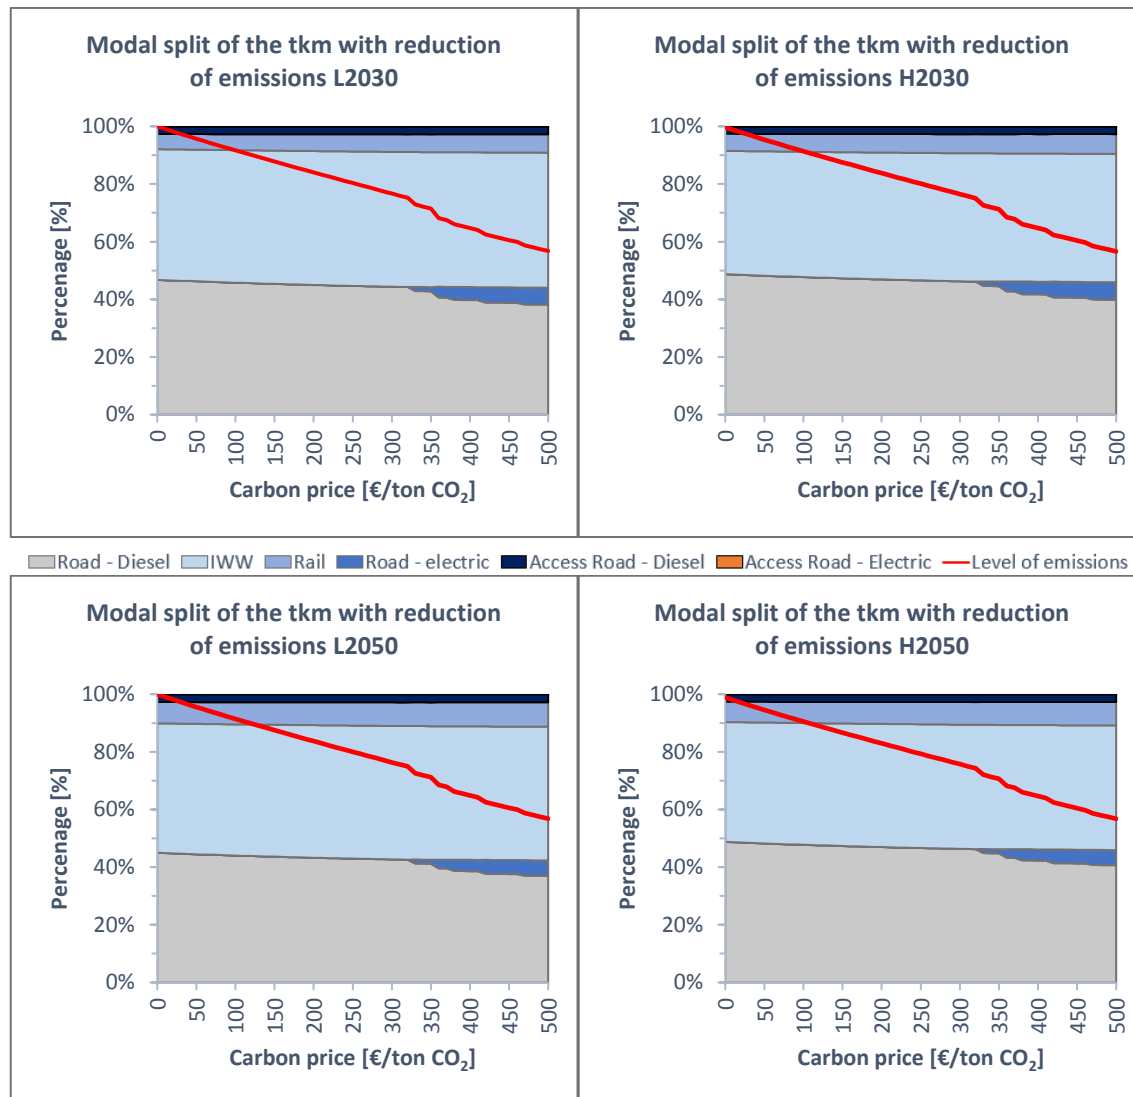 Modal split of the tkm with reduction
of emissions L2030
100%
80%
60%
40%
20%
0%
Percenage [%]
0 50 100 150 200 250 300 350 400 450 500
Carbon price [€/ton CO₂]
Modal split of the tkm with reduction
of emissions H2030
100%
80%
60%
40%
20%
0%
Percenage [%]
0 50 100 150 200 250 300 350 400 450 500
Carbon price [€/ton CO₂]
Road - Diesel IWW Rail Road - electric Access Road - Diesel Access Road - Electric Level of emissions
Modal split of the tkm with reduction
of emissions L2050
100%
80%
60%
40%
20%
0%
Percenage [%]
0 50 100 150 200 250 300 350 400 450 500
Carbon price [€/ton CO₂]
Modal split of the tkm with reduction
of emissions H2050
100%
80%
60%
40%
20%
0%
Percenage [%]
0 50 100 150 200 250 300 350 400 450 500
Carbon price [€/ton CO₂]